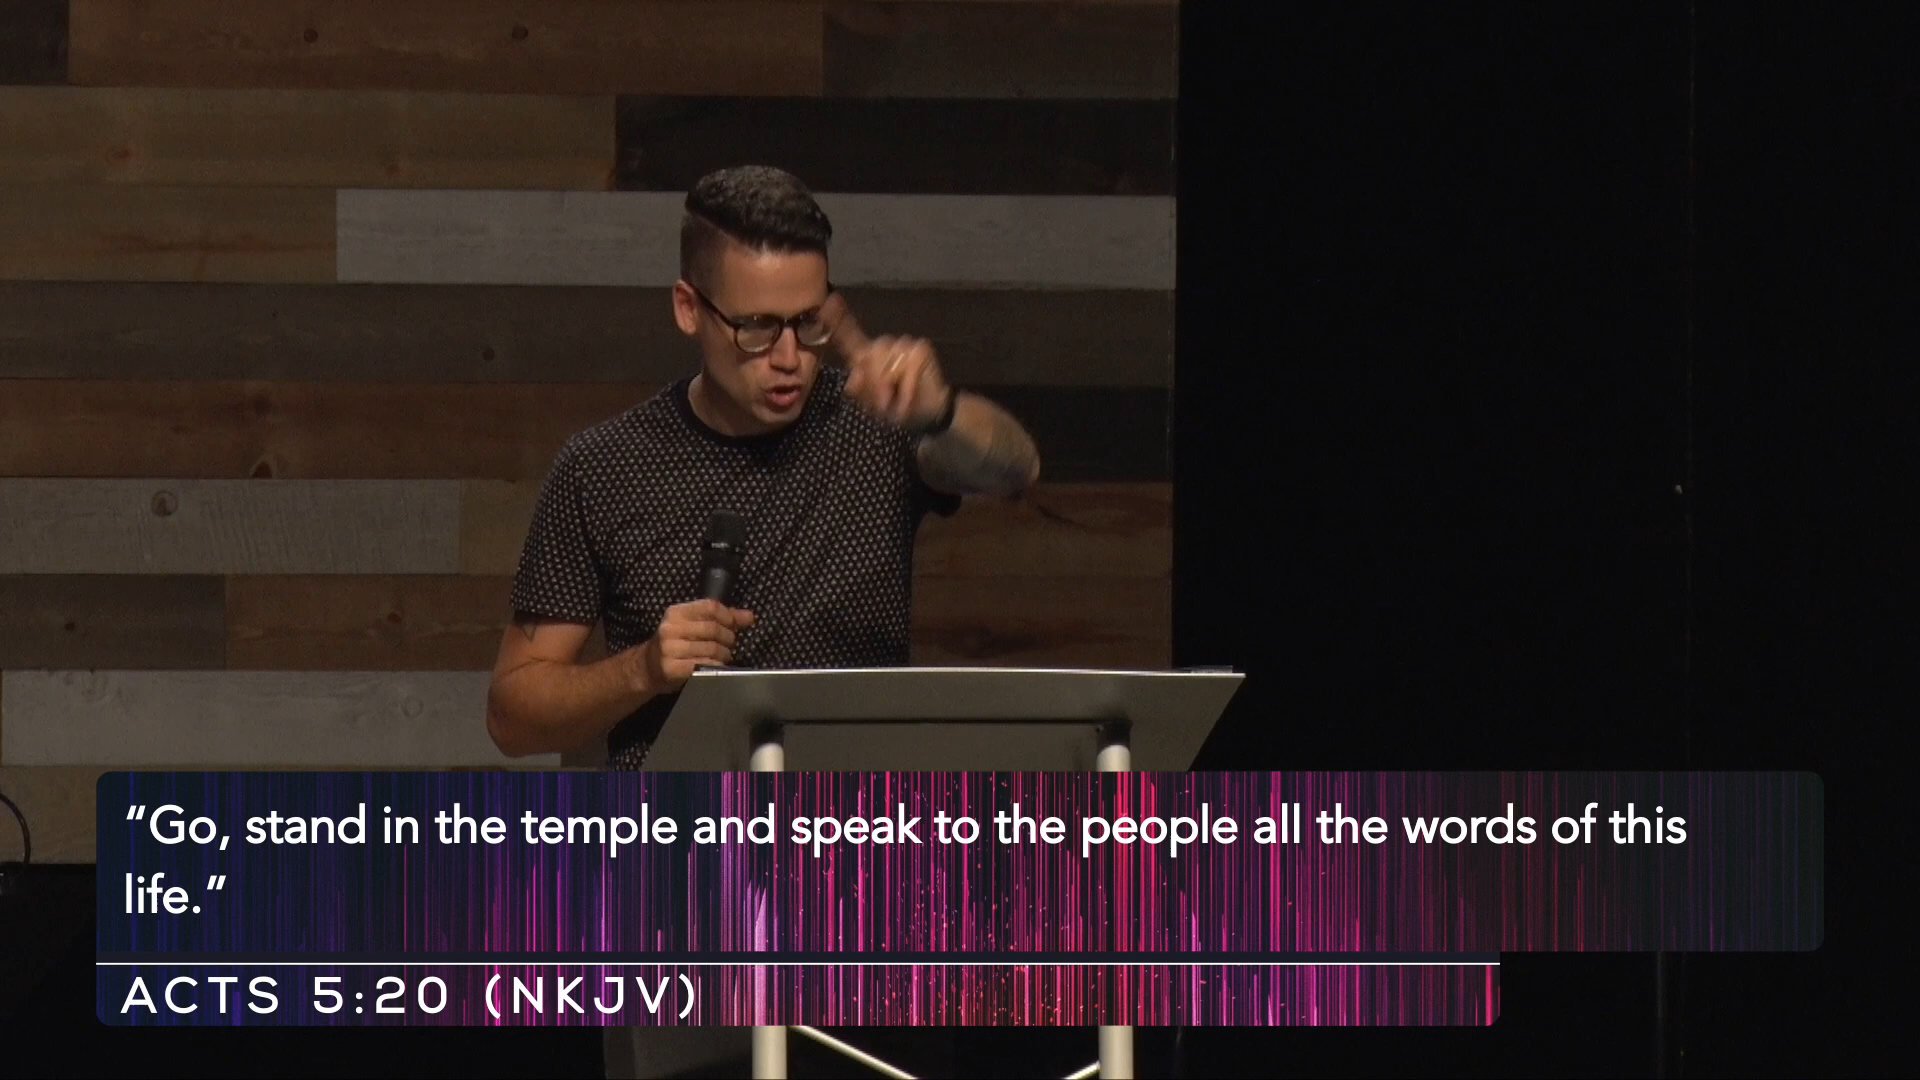 “Go, stand in the temple and speak to the people all the words of this
life.”
ACTS 5:20 (NKJV)